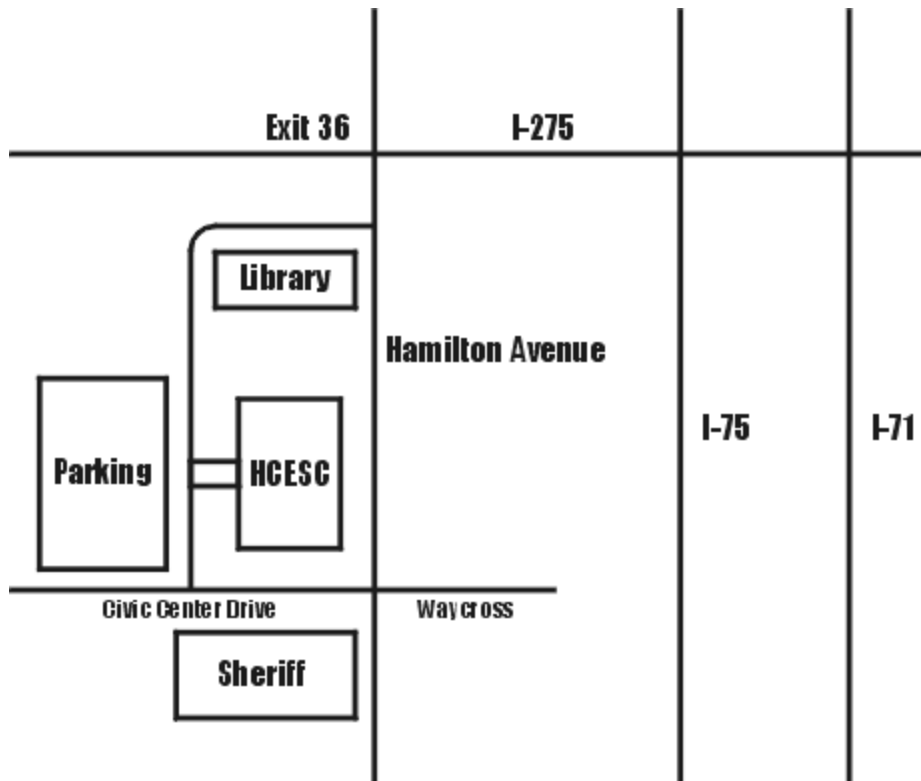 Exit 36
I-275
Library
Hamilton Avenue
I-75
I-71
Parking
HCESC
Civic Center Drive
Waycross
Sheriff